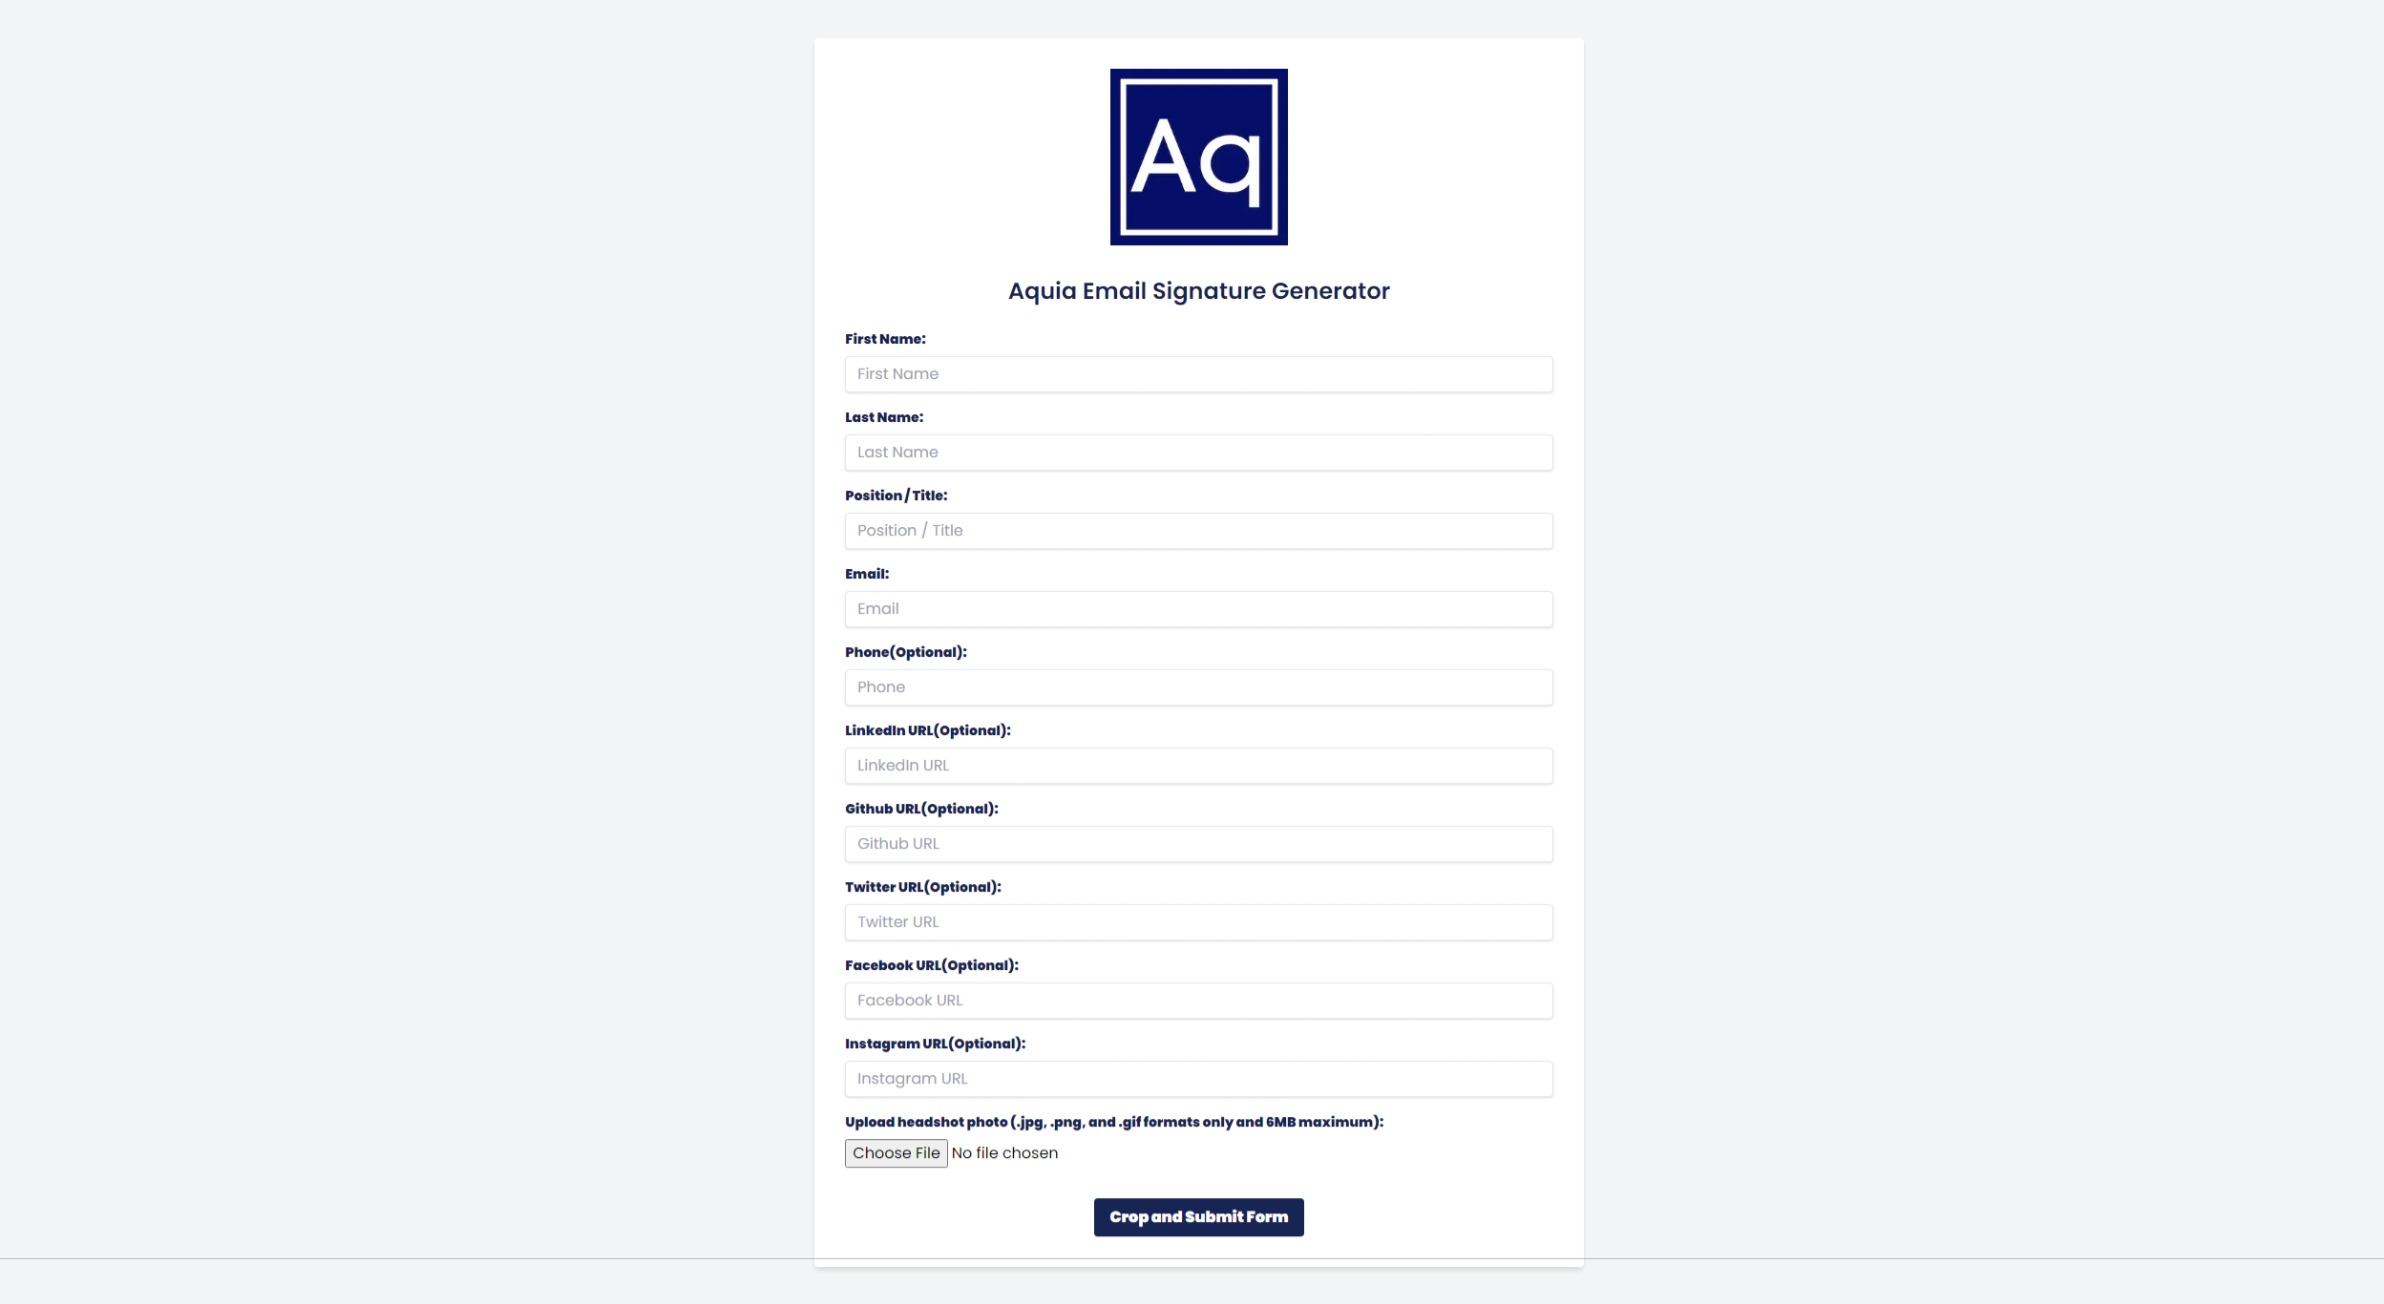 Aq
Aquia Email Signature Generator
First Name:
First Name
Last Name:
Last Name
Position / Title:
Position / Title
Email:
Email
Phone(Optional):
Phone
LinkedIn URL(Optional):
LinkedIn URL
Github URL(Optional):
Github URL
Twitter URL(Optional):
Twitter URL
Facebook URL(Optional):
Facebook URL
Instagram URL(Optional):
Instagram URL
Upload headshot photo (.jpg, .png, and .gif formats only and 6MB maximum):
Choose File No file chosen
Crop and Submit Form